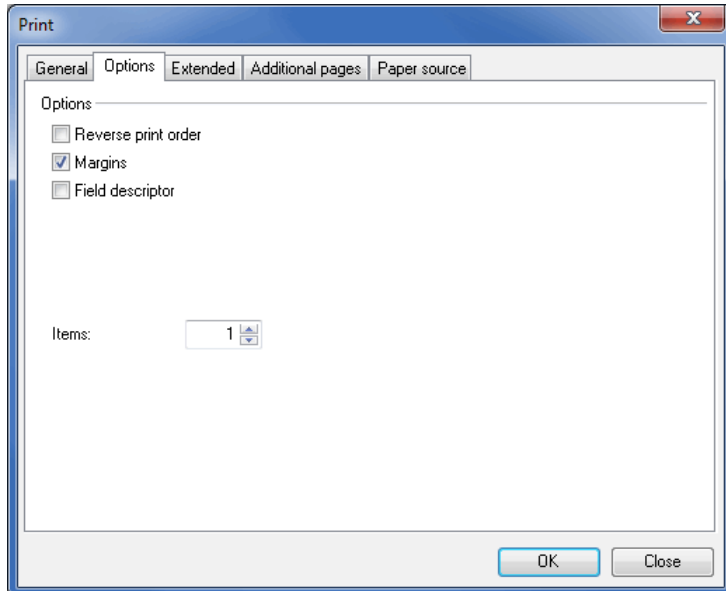 Print
General Options Extended Additional pages Paper source
Options
Reverse print order
Margins
Field descriptor
Items: 1
OK Close